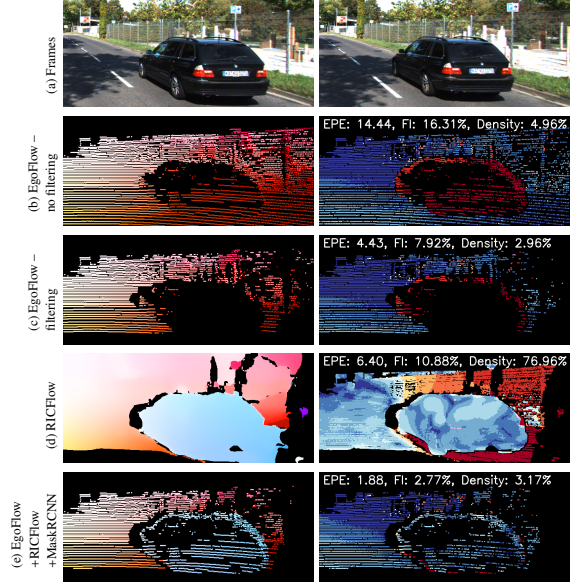 (a) Frames
(b) EgoFlow –
no filtering
EPE: 14.44, Fl: 16.31%, Density: 4.96%
(c) EgoFlow –
filtering
EPE: 4.43, Fl: 7.92%, Density: 2.96%
(d) RICFlow
EPE: 6.40, Fl: 10.88%, Density: 76.96%
(e) EgoFlow
+RICFlow
+MaskRCNN
EPE: 1.88, Fl: 2.77%, Density: 3.17%